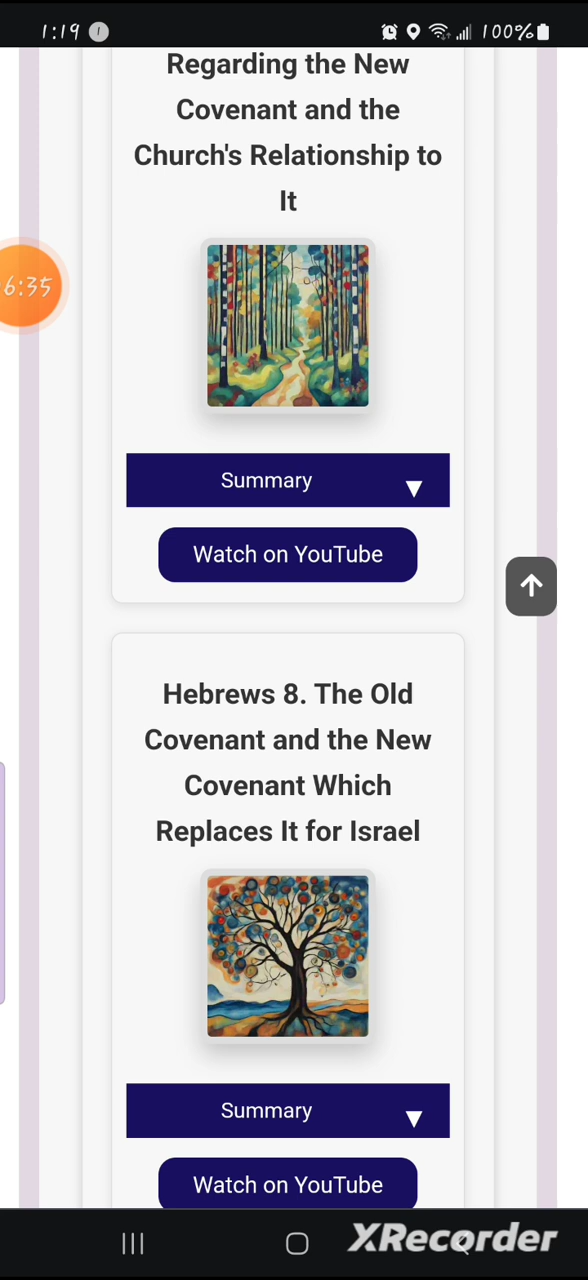 1:19
100%
Regarding the New
Covenant and the
Church's Relationship to
It
6:35
Summary
Watch on YouTube
Hebrews 8. The Old
Covenant and the New
Covenant Which
Replaces It for Israel
Summary
Watch on YouTube
XRecorder